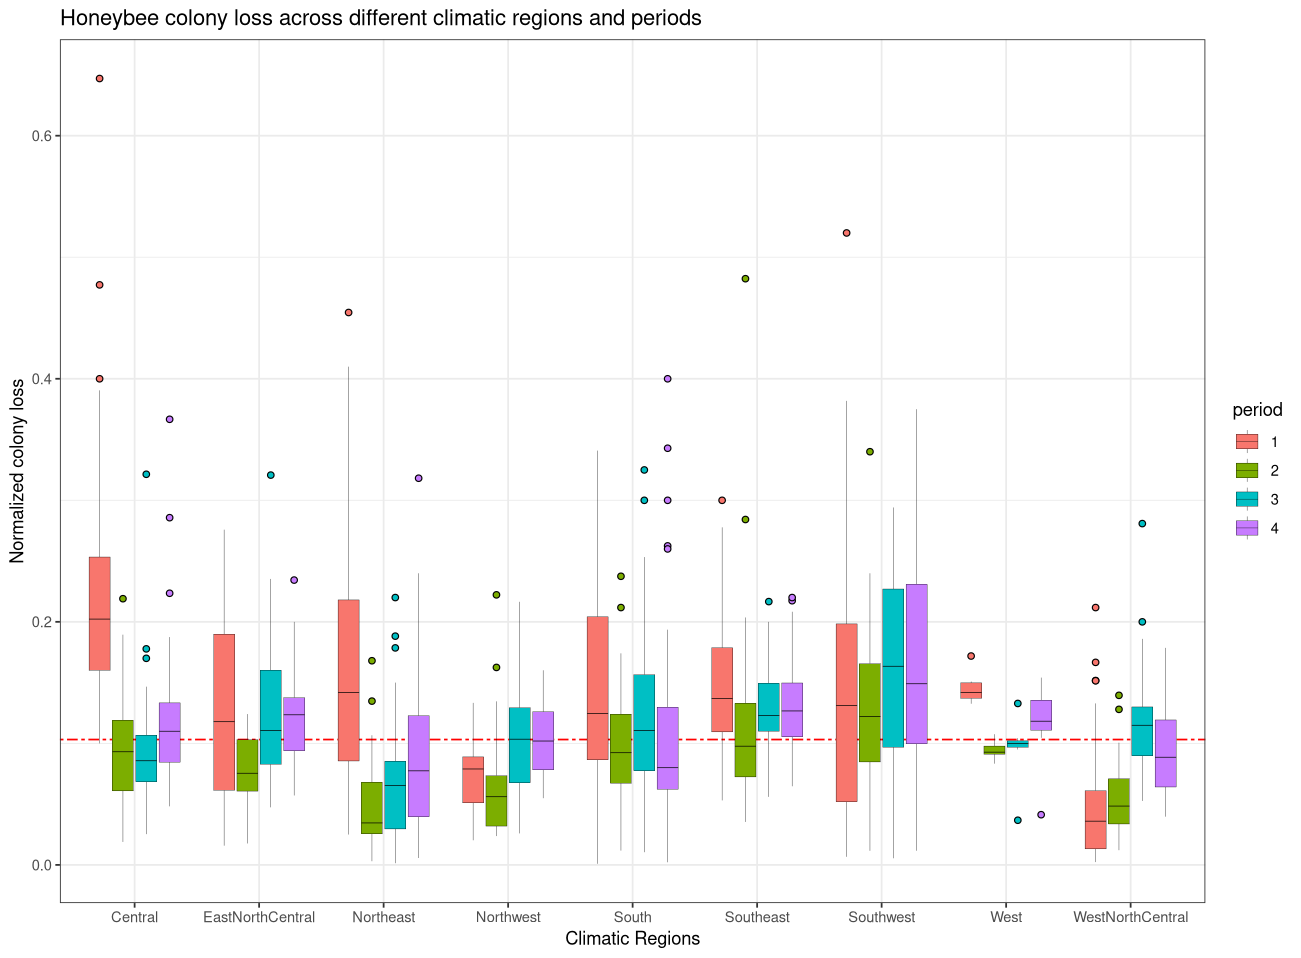 Honeybee colony loss across different climatic regions and periods
Normalized colony loss
0.6
0.4
0.2
0.0
Central EastNorthCentral Northeast Northwest South Southeast Southwest West WestNorthCentral
Climatic Regions
period
1
2
3
4